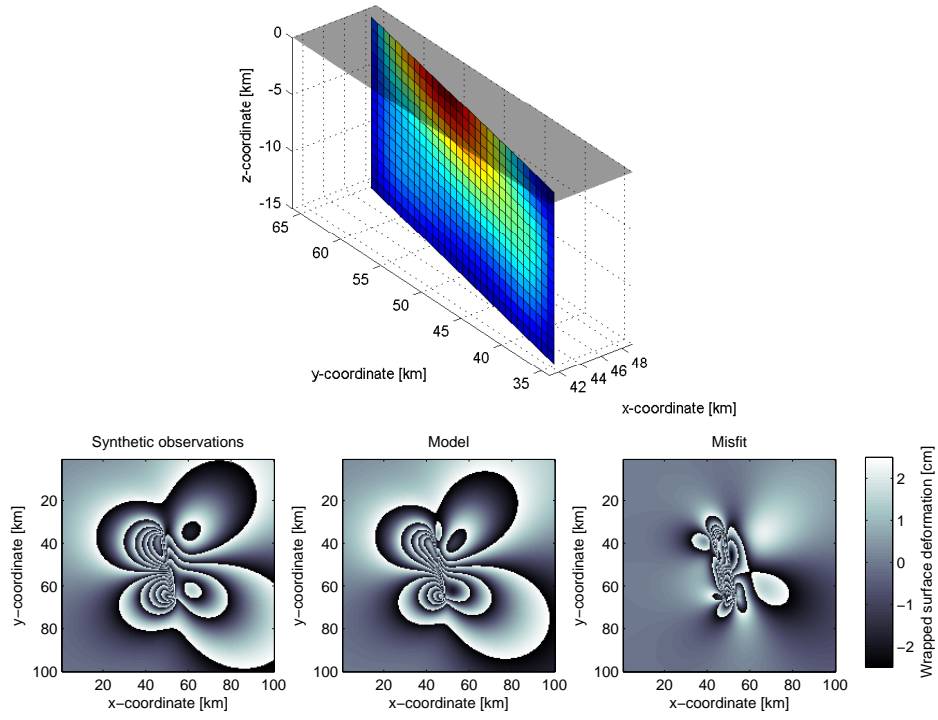 0
-5
-10
-15
z-coordinate [km]
65
60
55
50
45
40
35
y-coordinate [km]
42 44 46 48
x-coordinate [km]
Synthetic observations
Model
Misfit
20
40
60
80
100
y−coordinate [km]
20 40 60 80 100
x−coordinate [km]
20
40
60
80
100
y−coordinate [km]
20 40 60 80 100
x−coordinate [km]
20
40
60
80
100
y−coordinate [km]
20 40 60 80 100
x−coordinate [km]
2
1
0
−1
−2
Wrapped surface deformation [cm]